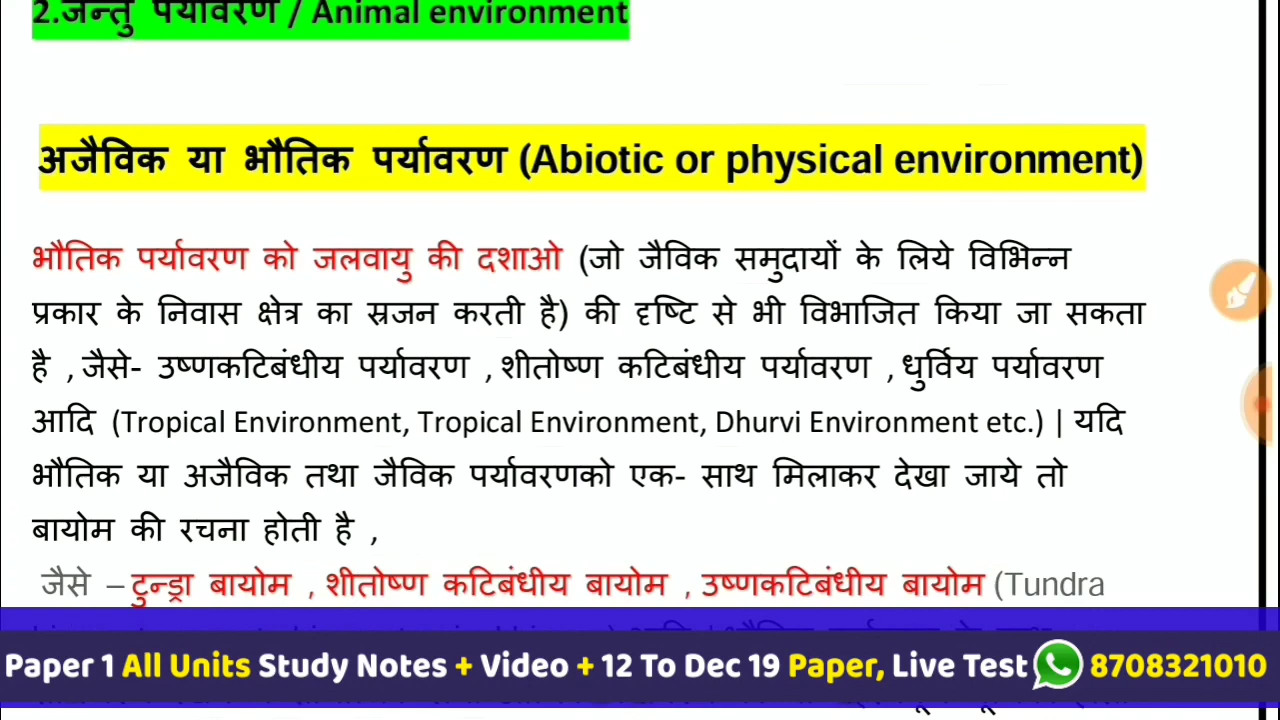 2.जन्तु पर्यावरण / Animal environment
अजैविक या भौतिक पर्यावरण (Abiotic or physical environment)
भौतिक पर्यावरण को जलवायु की दशाओ (जो जैविक समुदायों के लिये विभिन्न
प्रकार के निवास क्षेत्र का स्रजन करती है) की दृष्टि से भी विभाजित किया जा सकता
है , जैसे- उष्णकटिबंधीय पर्यावरण , शीतोष्ण कटिबंधीय पर्यावरण , धुर्विय पर्यावरण
आदि (Tropical Environment, Tropical Environment, Dhurvi Environment etc.) | यदि
भौतिक या अजैविक तथा जैविक पर्यावरणको एक- साथ मिलाकर देखा जाये तो
बायोम की रचना होती है ,
जैसे – टुन्ड्रा बायोम , शीतोष्ण कटिबंधीय बायोम , उष्णकटिबंधीय बायोम (Tundra
Paper 1 All Units Study Notes + Video + 12 To Dec 19 Paper, Live Test 8708321010